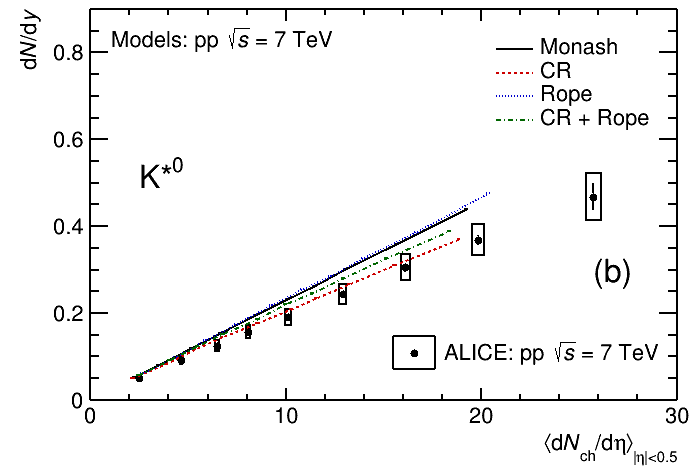 dN/dy
0.8
0.6
0.4
0.2
0
Models: pp √s = 7 TeV
Monash
CR
Rope
CR + Rope
K*0
(b)
ALICE: pp √s = 7 TeV
0 10 20 30
⟨dNch/dη⟩|η|<0.5